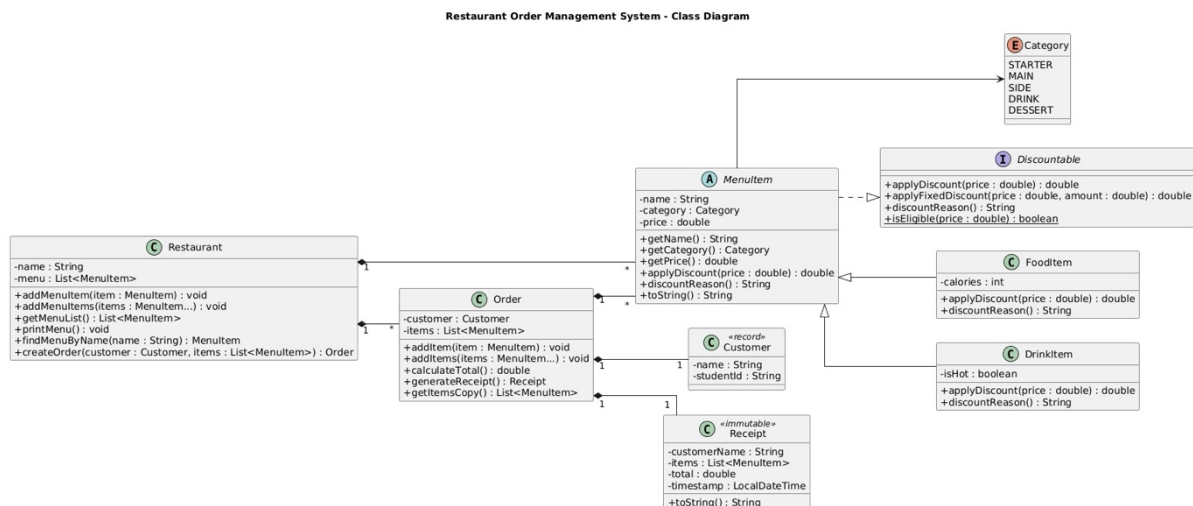 Restaurant Order Management System - Class Diagram
E Category
STARTER
MAIN
SIDE
DRINK
DESSERT
I Discountable
+applyDiscount(price : double) : double
+applyFixedDiscount(price : double, amount : double) : double
+discountReason() : String
+isEligible(price : double) : boolean
A MenuItem
-name : String
-category : Category
-price : double
+getName() : String
+getCategory() : Category
+getPrice() : double
+applyDiscount(price : double) : double
+discountReason() : String
+toString() : String
C Restaurant
-name : String
-menu : List<MenuItem>
+addMenuItem(item : MenuItem) : void
+addMenuItems(items : MenuItem...) : void
+getMenuList() : List<MenuItem>
+printMenu() : void
+findMenuByName(name : String) : MenuItem
+createOrder(customer : Customer, items : List<MenuItem>) : Order
1
*
1
*
C Order
-customer : Customer
-items : List<MenuItem>
+addItem(item : MenuItem) : void
+addItems(items : MenuItem...) : void
+calculateTotal() : double
+generateReceipt() : Receipt
+getItemsCopy() : List<MenuItem>
1
*
1
1
1
1
C FoodItem
-calories : int
+applyDiscount(price : double) : double
+discountReason() : String
C «record»
Customer
-name : String
-studentId : String
C DrinkItem
-isHot : boolean
+applyDiscount(price : double) : double
+discountReason() : String
C «immutable»
Receipt
-customerName : String
-items : List<MenuItem>
-total : double
-timestamp : LocalDateTime
+toString() : String